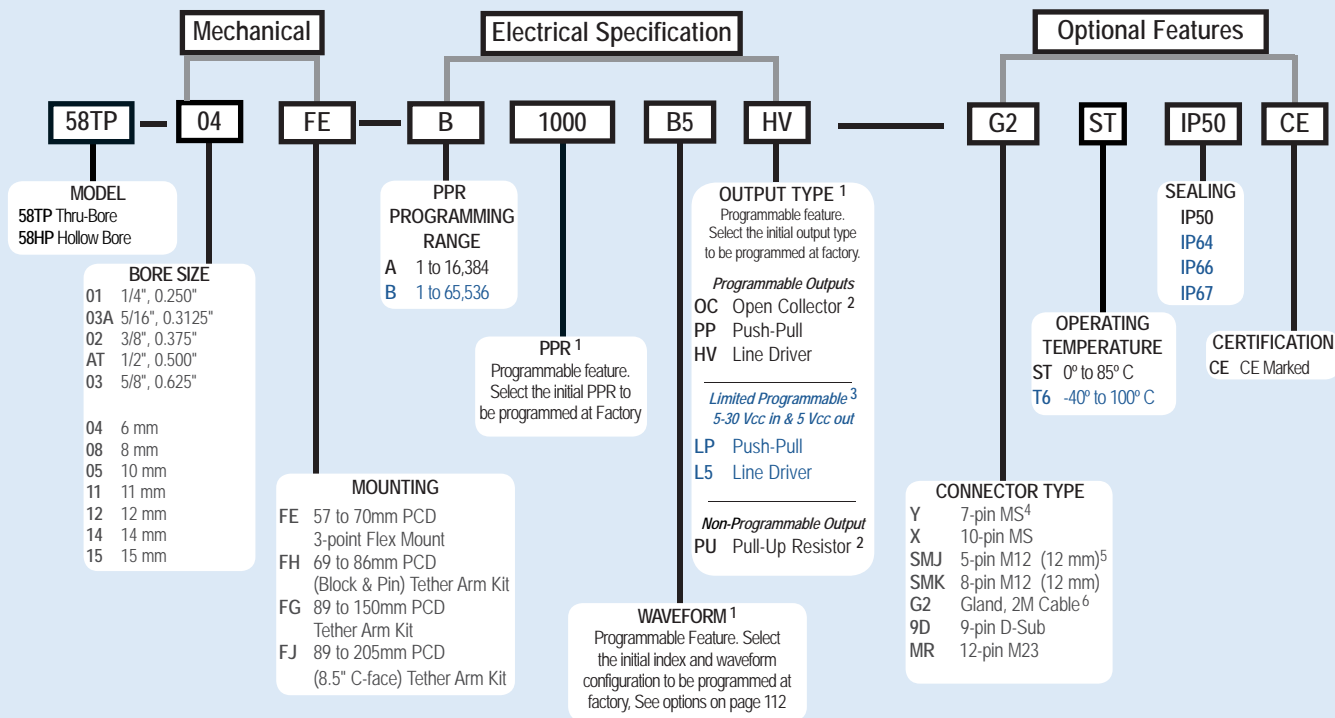 Mechanical
Electrical Specification
Optional Features
58TP
04
FE
B
1000
B5
HV
G2
ST
IP50
CE
MODEL
58TP Thru-Bore
58HP Hollow Bore
BORE SIZE
01 1/4", 0.250"
03A 5/16", 0.3125"
02 3/8", 0.375"
AT 1/2", 0.500"
03 5/8", 0.625"
04 6 mm
08 8 mm
05 10 mm
11 11 mm
12 12 mm
14 14 mm
15 15 mm
MOUNTING
FE 57 to 70mm PCD
3-point Flex Mount
FH 69 to 86mm PCD
(Block & Pin) Tether Arm Kit
FG 89 to 150mm PCD
Tether Arm Kit
FJ 89 to 205mm PCD
(8.5" C-face) Tether Arm Kit
PPR
PROGRAMMING
RANGE
A 1 to 16,384
B 1 to 65,536
PPR 1
Programmable feature.
Select the initial PPR to
be programmed at Factory
WAVEFORM 1
Programmable Feature. Select
the initial index and waveform
configuration to be programmed at
factory, See options on page 112
OUTPUT TYPE 1
Programmable feature.
Select the initial output type
to be programmed at factory.
Programmable Outputs
OC Open Collector 2
PP Push-Pull
HV Line Driver
Limited Programmable 3
5-30 Vcc in & 5 Vcc out
LP Push-Pull
L5 Line Driver
Non-Programmable Output
PU Pull-Up Resistor 2
CONNECTOR TYPE
Y 7-pin MS4
X 10-pin MS
SMJ 5-pin M12 (12 mm)5
SMK 8-pin M12 (12 mm)
G2 Gland, 2M Cable6
9D 9-pin D-Sub
MR 12-pin M23
OPERATING
TEMPERATURE
ST 0º to 85º C
T6 -40º to 100º C
SEALING
IP50
IP64
IP66
IP67
CERTIFICATION
CE CE Marked